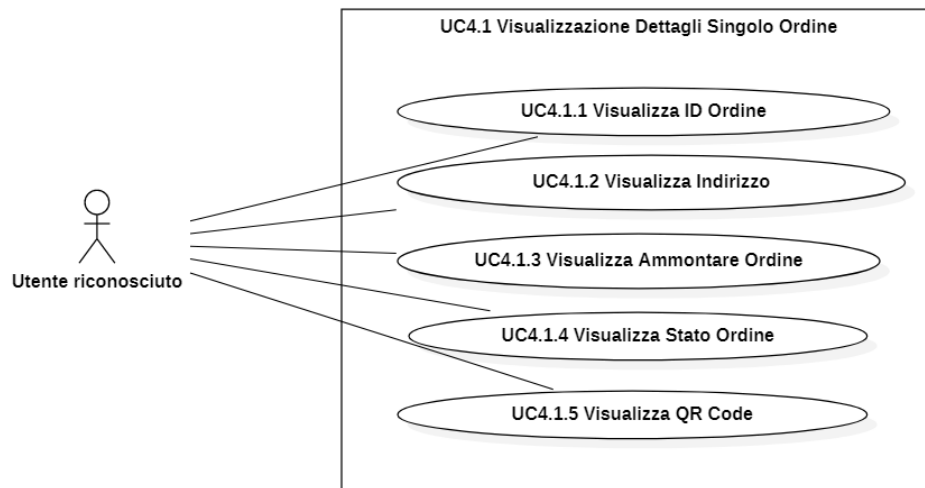 UC4.1 Visualizzazione Dettagli Singolo Ordine
UC4.1.1 Visualizza ID Ordine
UC4.1.2 Visualizza Indirizzo
UC4.1.3 Visualizza Ammontare Ordine
UC4.1.4 Visualizza Stato Ordine
UC4.1.5 Visualizza QR Code
Utente riconosciuto